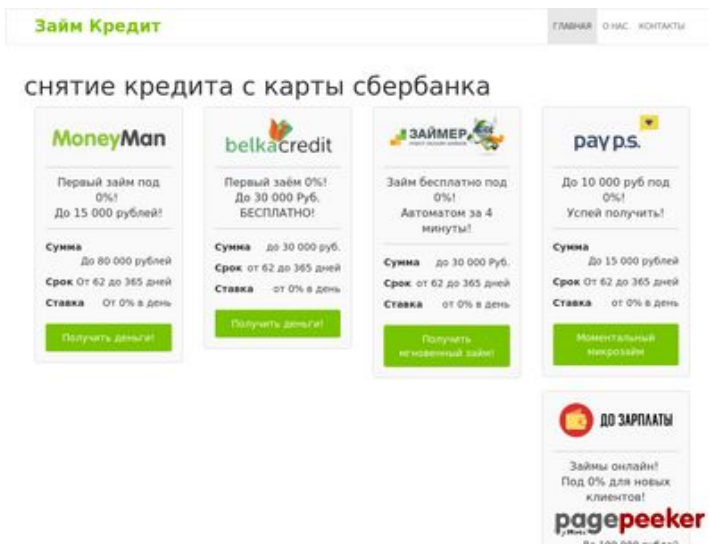 Займ Кредит
ГЛАВНАЯ О НАС КОНТАКТЫ
снятие кредита с карты сбербанка
MoneyMan
Первый займ под
0%!
До 15 000 рублей!
Сумма
До 80 000 рублей
Срок От 62 до 365 дней
Ставка От 0% в день
Получить деньги!
belkacredit
Первый заём 0%!
До 30 000 Руб.
БЕСПЛАТНО!
Сумма до 30 000 руб.
Срок от 62 до 365 дней
Ставка от 0% в день
Получить деньги!
ЗАЙМЕР
Займ бесплатно под
0%!
Автоматом за 4
минуты!
Сумма до 30 000 Руб.
Срок от 62 до 365 дней
Ставка от 0% в день
Получить
мгновенный займ!
pay p.s.
До 10 000 руб под
0%!
Успей получить!
Сумма
До 15 000 рублей
Срок От 62 до 365 дней
Ставка от 0% в день
Моментальный
микрозайм
ДО ЗАРПЛАТЫ
Займы онлайн!
Под 0% для новых
клиентов!
pagepeeker
До 100 000 рублей